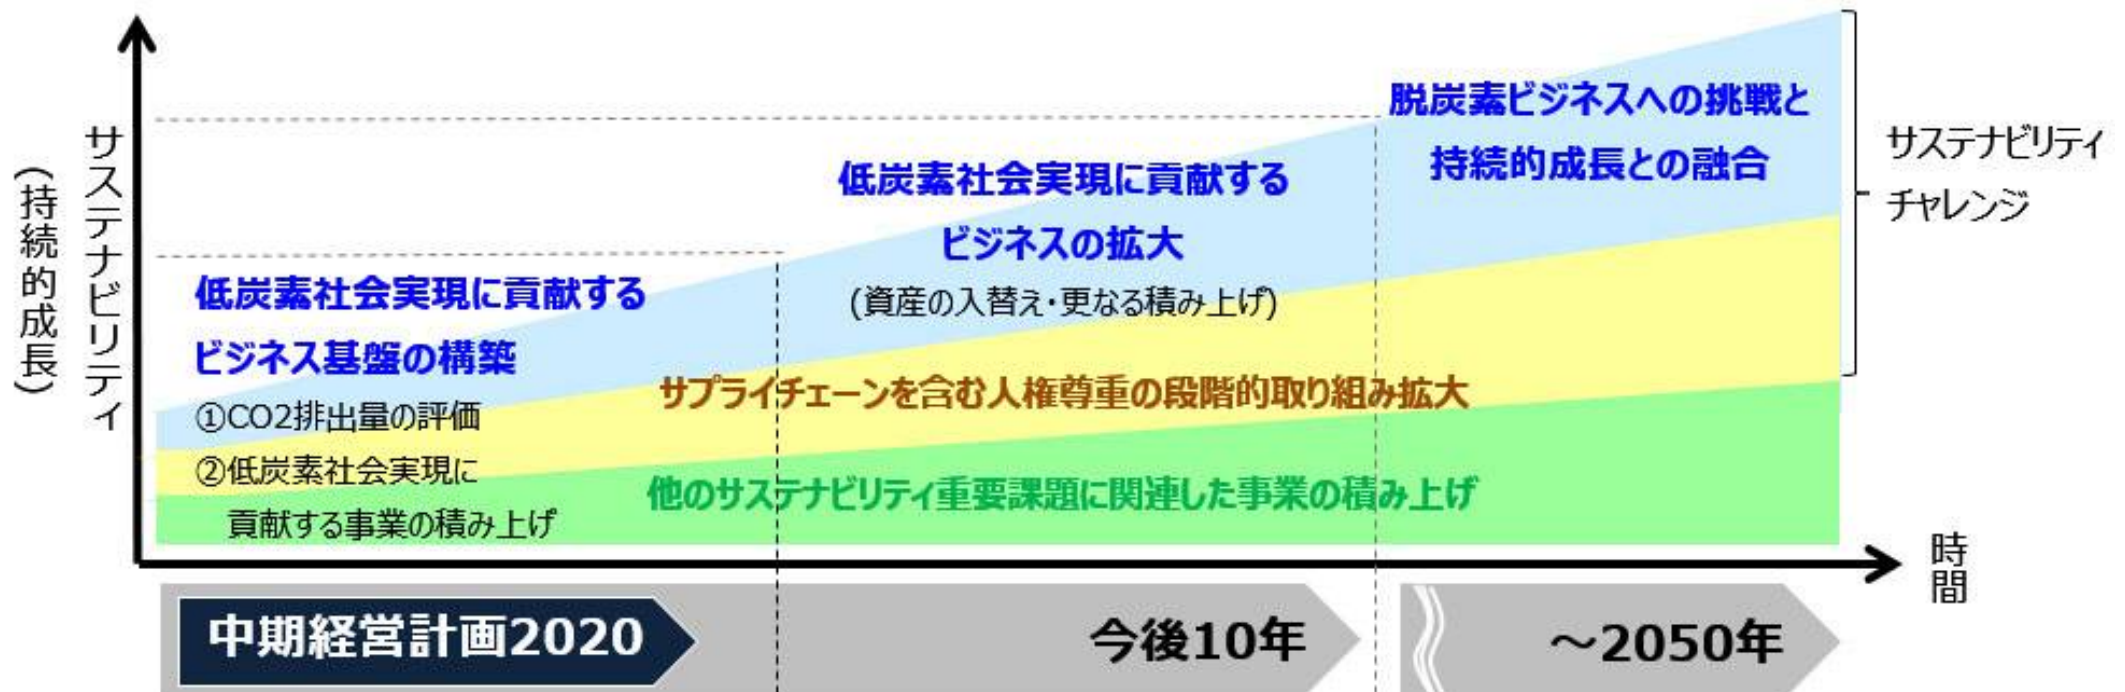 サステナビリティ
(持続的成長)
低炭素社会実現に貢献する
ビジネス基盤の構築
①CO2排出量の評価
②低炭素社会実現に
貢献する事業の積み上げ
低炭素社会実現に貢献する
ビジネスの拡大
(資産の入替え・更なる積み上げ)
脱炭素ビジネスへの挑戦と
持続的成長との融合
サプライチェーンを含む人権尊重の段階的取り組み拡大
他のサステナビリティ重要課題に関連した事業の積み上げ
サステナビリティ
チャレンジ
時間
中期経営計画2020
今後10年
～2050年